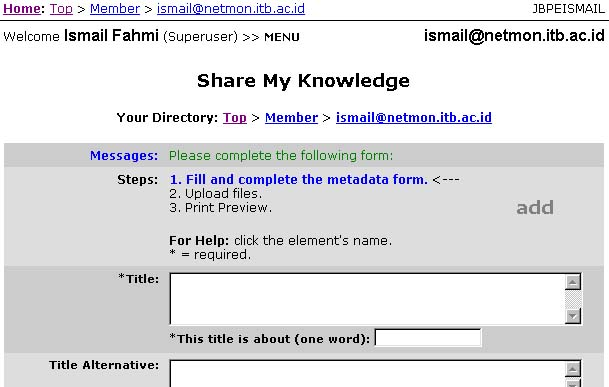 Home: Top > Member > ismail@netmon.itb.ac.id JBPEISMAIL
Welcome Ismail Fahmi (Superuser) >> MENU ismail@netmon.itb.ac.id
Share My Knowledge
Your Directory: Top > Member > ismail@netmon.itb.ac.id
Messages: Please complete the following form:
Steps: 1. Fill and complete the metadata form. <---
2. Upload files.
3. Print Preview.
add
For Help: click the element's name.
* = required.
*Title:
*This title is about (one word):
Title Alternative: